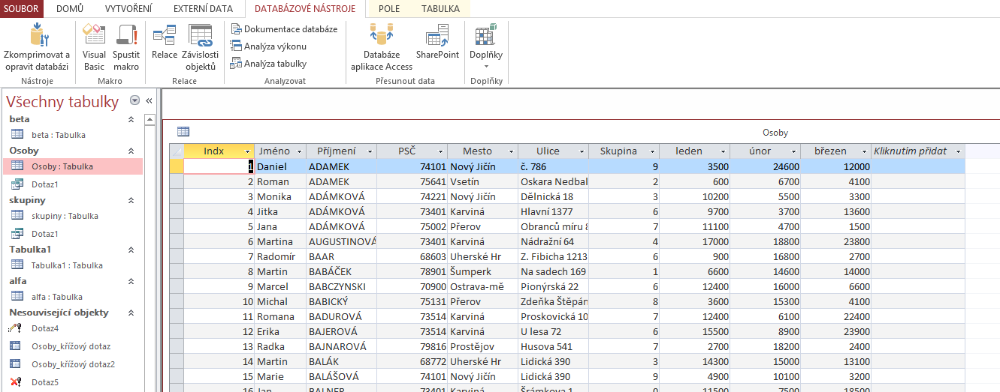 SOUBOR DOMŮ VYTVOŘENÍ EXTERNÍ DATA DATABÁZOVÉ NÁSTROJE POLE TABULKA
Zkomprimovat a opravit databázi
Visual Basic
Spustit makro
Relace
Závislosti objektů
Dokumentace databáze
Analýza výkonu
Analýza tabulky
Databáze aplikace Access
SharePoint
Doplňky
Nástroje Makro Relace Analyzovat Přesunout data Doplňky
Všechny tabulky
beta
beta : Tabulka
Osoby
Osoby : Tabulka
Dotaz1
skupiny
skupiny : Tabulka
Dotaz1
Tabulka1
Tabulka1 : Tabulka
alfa
alfa : Tabulka
Nesouvisející objekty
Dotaz4
Osoby_křížový dotaz
Osoby_křížový dotaz2
Dotaz5
Osoby
Indx Jméno Příjmení PSČ Mesto Ulice Skupina leden únor březen Kliknutím přidat
1 Daniel ADAMEK 74101 Nový Jičín č. 786 9 3500 24600 12000
2 Roman ADAMEK 75641 Vsetín Oskara Nedbal 2 600 6700 4100
3 Monika ADÁMKOVÁ 74221 Nový Jičín Dělnická 18 3 10200 5500 3300
4 Jitka ADÁMKOVÁ 73401 Karviná Hlavní 1377 6 9700 3700 13600
5 Jana ADÁMKOVÁ 75002 Přerov Obranců míru 7 11100 4700 1500
6 Martina AUGUSTINOVÁ 73401 Karviná Nádražní 64 4 17000 18800 23800
7 Radomír BAAR 68603 Uherské Hr Z. Fibicha 1213 6 900 16800 2700
8 Martin BABÁČEK 78901 Šumperk Na sadech 169 1 6600 14600 14000
9 Marcel BABCZYNSKI 70900 Ostrava-mě Pionýrská 22 6 12400 16000 6600
10 Michal BABICKÝ 75131 Přerov Zdeňka Štěpán 8 3600 15300 4100
11 Romana BADUROVÁ 73514 Karviná Proskovická 10 7 12400 6100 22400
12 Erika BAJEROVÁ 73514 Karviná U lesa 72 6 15500 8900 23900
13 Radka BAJNAROVÁ 79816 Prostějov Husova 541 7 2700 18200 2400
14 Martin BALÁK 68772 Uherské Hr Lidická 390 3 14300 15000 13100
15 Marie BALÁŠOVÁ 74101 Nový Jičín Lidická 390 9 4900 10100 3200
16 Jan BALNER 73401 Karviná Šrámkova 1 0 11500 7500 18500